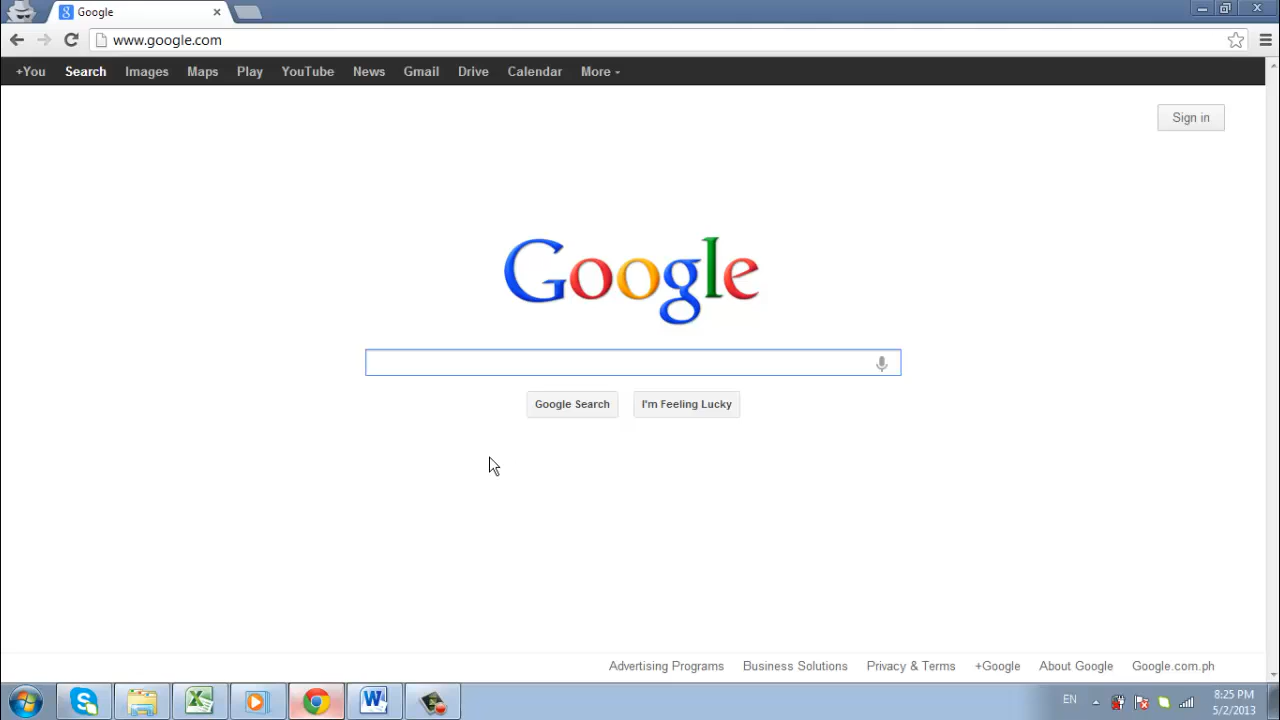 Google
www.google.com
+You Search Images Maps Play YouTube News Gmail Drive Calendar More
Sign in
Google
Google Search I'm Feeling Lucky
Advertising Programs Business Solutions Privacy & Terms +Google About Google Google.com.ph
EN 8:25 PM
5/2/2013